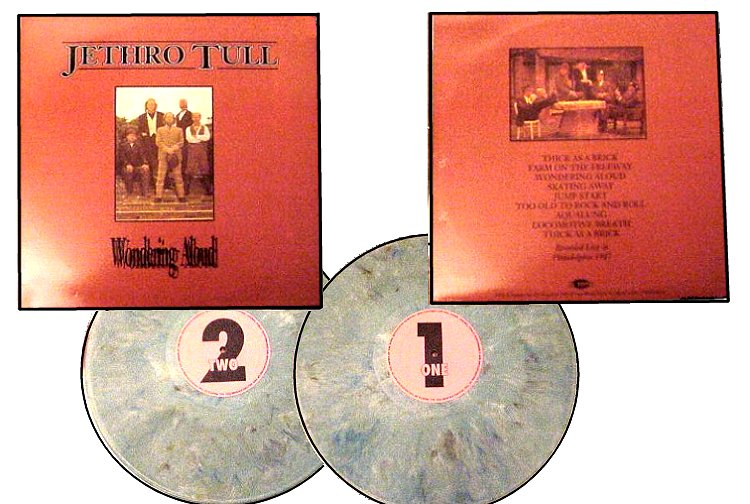 JETHRO TULL
Wondering Aloud
THICK AS A BRICK
FARM ON THE FREEWAY
WONDERING ALOUD
SKATING AWAY
JUMP START
TOO OLD TO ROCK AND ROLL
AQUALUNG
LOCOMOTIVE BREATH
THICK AS A BRICK
Recorded Live in
Philadelphia 1987
2
TWO
1
ONE